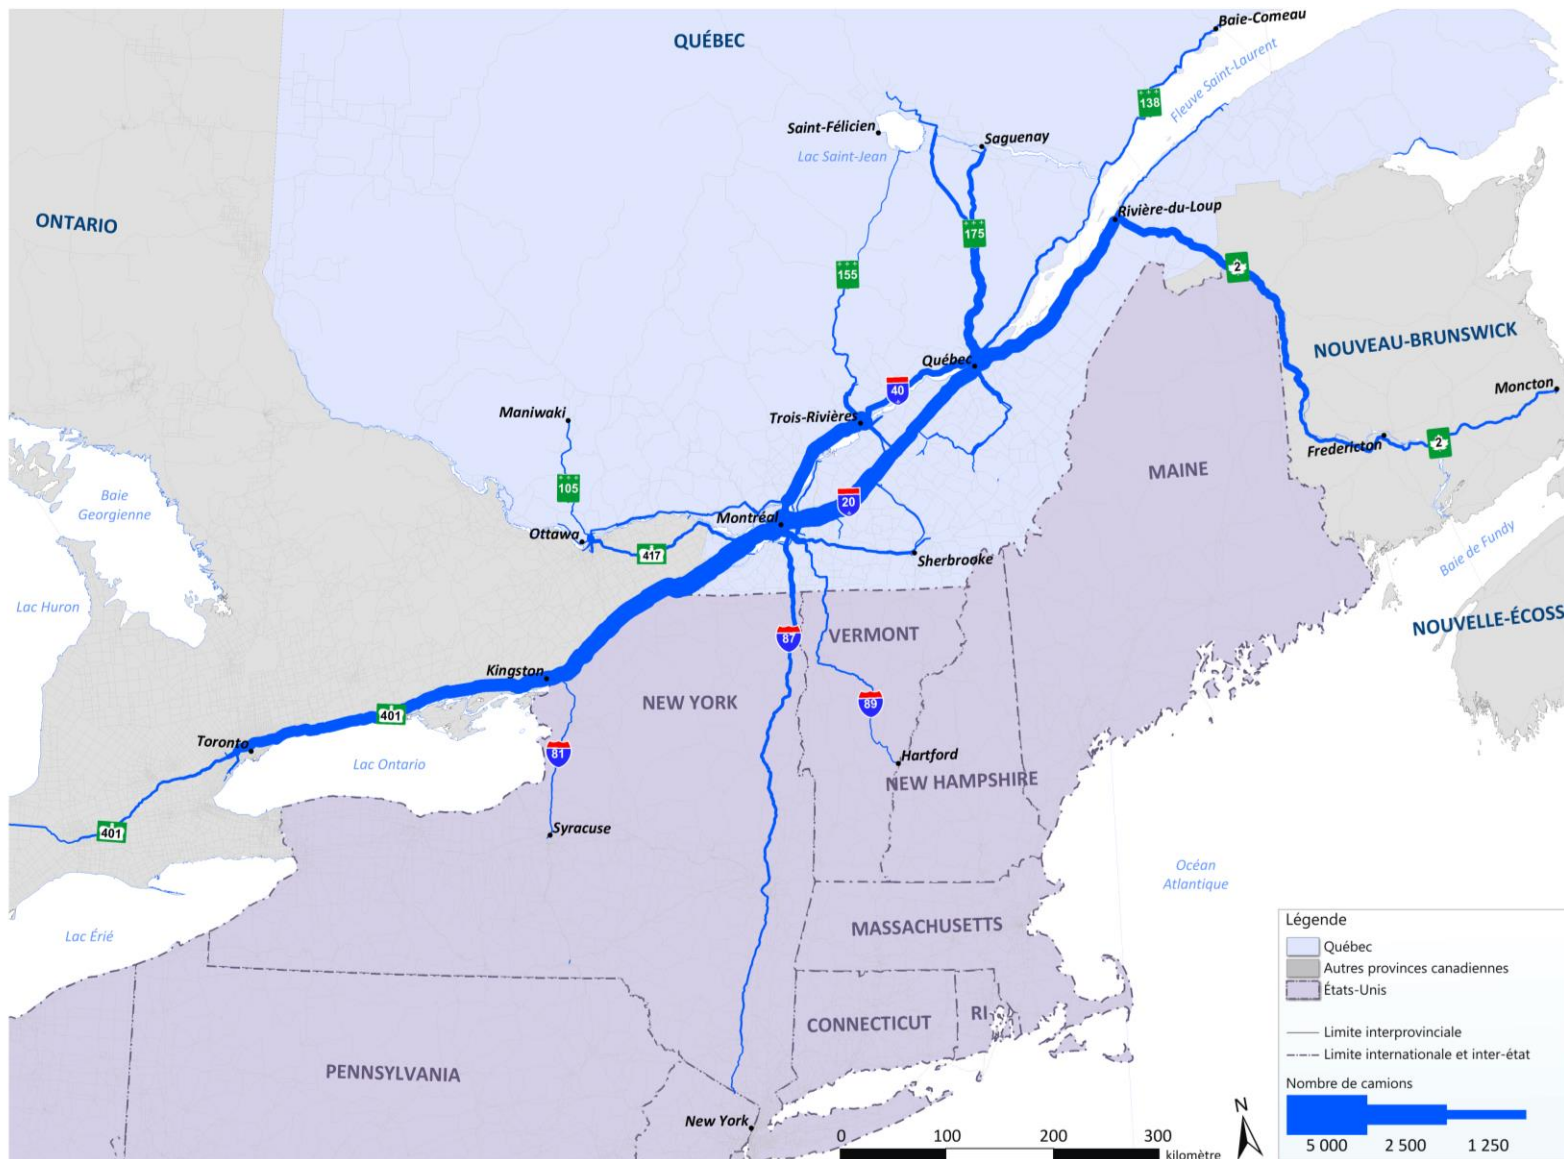 Baie-Comeau
QUÉBEC
Fleuve Saint-Laurent
138
Saint-Félicien
Saguenay
Lac Saint-Jean
ONTARIO
Rivière-du-Loup
175
2
155
NOUVEAU-BRUNSWICK
Québec
40
Moncton
Maniwaki
Trois-Rivières
Fredericton
2
MAINE
105
Baie
Georgienne
20
Montréal
Ottawa
417
Sherbrooke
Baie de Fundy
Lac Huron
NOUVELLE-ÉCOSS
87
VERMONT
Kingston
NEW YORK
89
401
Toronto
81
Hartford
Lac Ontario
NEW HAMPSHIRE
401
Syracuse
Océan
Atlantique
Lac Érié
MASSACHUSETTS
CONNECTICUT
RI
PENNSYLVANIA
New York
Légende
Québec
Autres provinces canadiennes
États-Unis
Limite interprovinciale
Limite internationale et inter-état
Nombre de camions
5 000 2 500 1 250
N
0 100 200 300
kilomètre